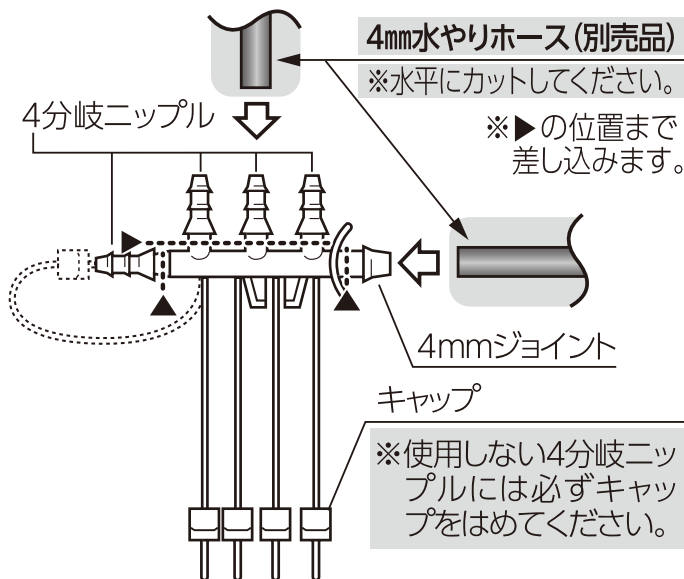 4mm水やりホース(別売品)
※水平にカットしてください。
4分岐ニップル
※▶の位置まで
差し込みます。
4mmジョイント
キャップ
※使用しない4分岐ニッ
プルには必ずキャッ
プをはめてください。